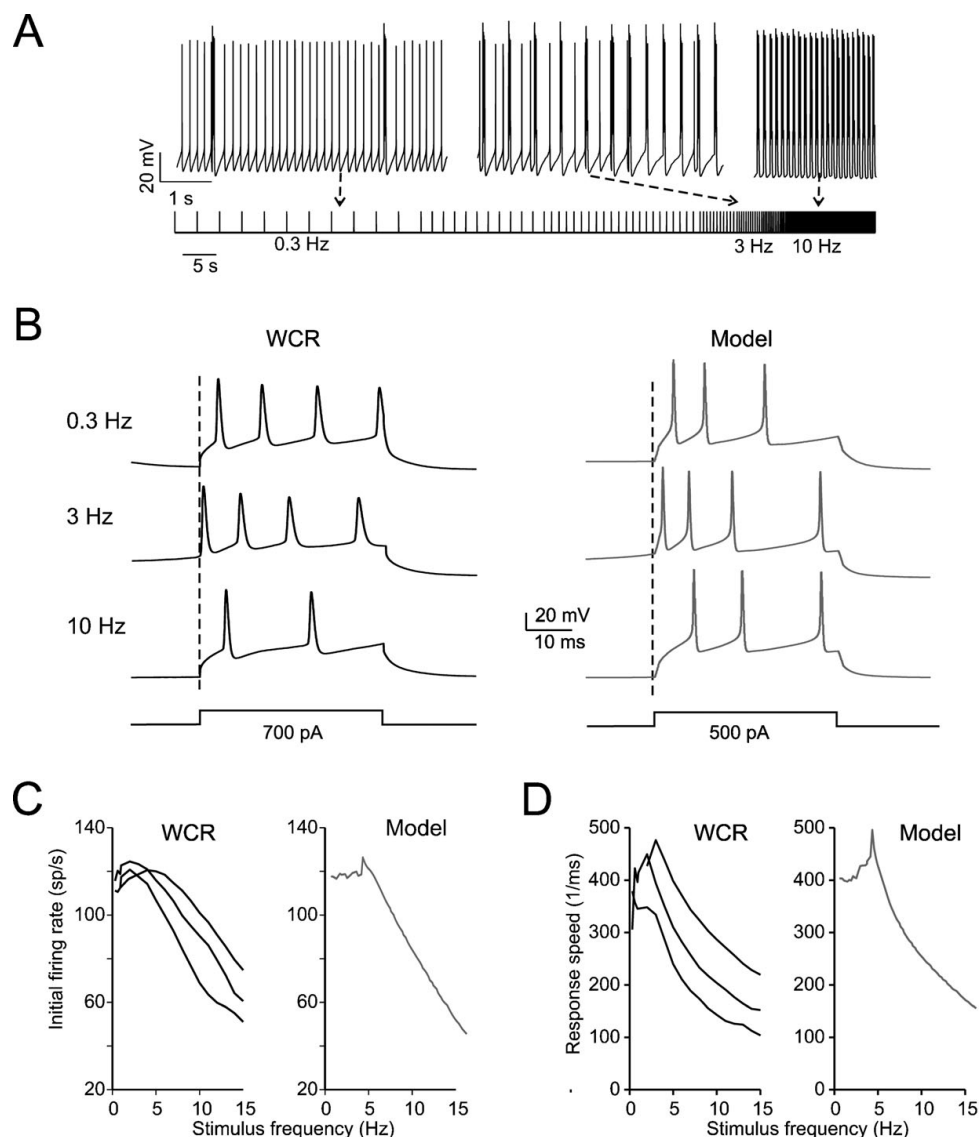 A
20 mV
1 s
0.3 Hz
3 Hz
10 Hz
5 s
B
WCR
Model
0.3 Hz
3 Hz
10 Hz
20 mV
10 ms
700 pA
500 pA
C
D
140
WCR
Model
500
WCR
500
Model
Initial firing rate (sp/s)
100
60
20
140
100
60
20
Response speed (1/ms)
400
300
200
100
-
0
400
300
200
100
0
0 5 10 15
0 5 10 15
0 5 10 15
0 5 10 15
Stimulus frequency (Hz)
Stimulus frequency (Hz)